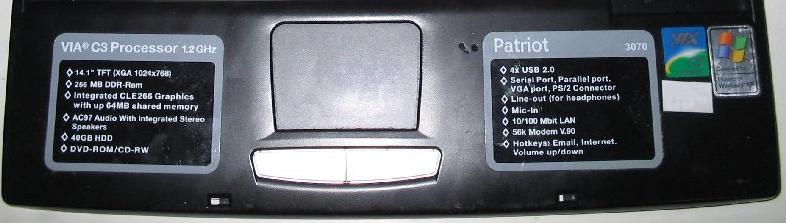 VIA® C3 Processor 1.2GHz
◊ 14.1" TFT (XGA 1024x768)
◊ 256 MB DDR-Ram
◊ Integrated CLE266 Graphics
with up 64MB shared memory
◊ AC97 Audio With Integrated Stereo
Speakers
◊ 40GB HDD
◊ DVD-ROM/CD-RW
Patriot 3070
◊ 4x USB 2.0
◊ Serial Port, Parallel port,
VGA port, PS/2 Connector
◊ Line-out (for headphones)
◊ Mic-in
◊ 10/100 Mbit LAN
◊ 56k Modem V.90
◊ Hotkeys: Email, Internet,
Volume up/down
VIA
Windows XP